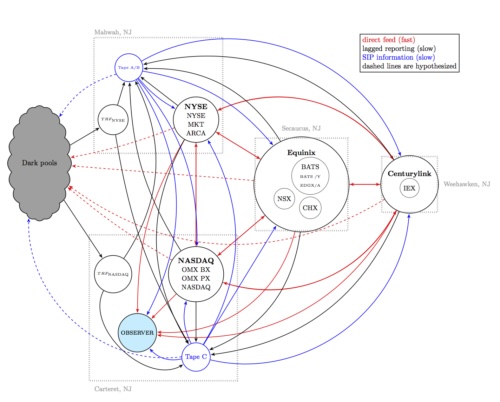 Mahwah, NJ
direct feed (fast)
lagged reporting (slow)
SIP information (slow)
dashed lines are hypothesized
Tape A/B
NYSE
NYSE
MKT
ARCA
TRF NYSE
Secaucus, NJ
Equinix
BATS
BATS /Y
EDGX/A
NSX
CHX
Dark pools
Centurylink
IEX
Weehawken, NJ
NASDAQ
OMX BX
OMX PX
NASDAQ
TRF NASDAQ
OBSERVER
Tape C
Carteret, NJ